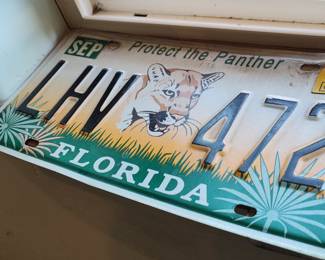 SEP Protect the Panther
LHV 472
FLORIDA